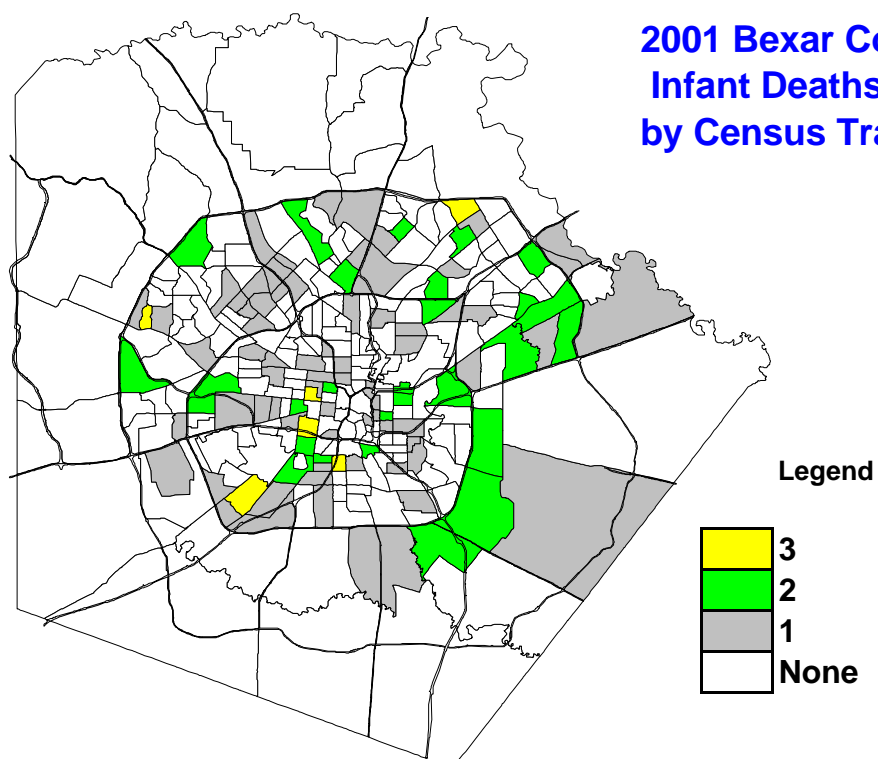 2001 Bexar Co
Infant Deaths
by Census Tra
Legend
3
2
1
None